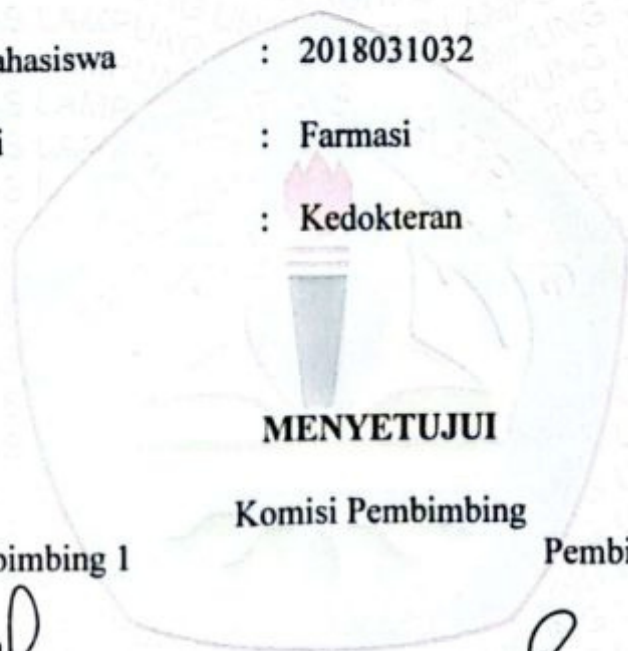 ahasiswa : 2018031032
i : Farmasi
: Kedokteran
MENYETUJUI
Komisi Pembimbing
bimbing 1 Pembi